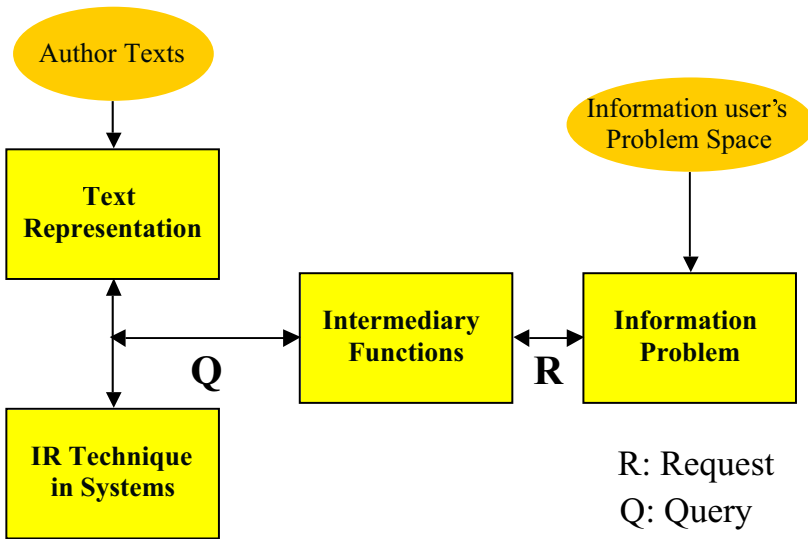 Author Texts
Information user’s
Problem Space
Text
Representation
Intermediary
Functions
Information
Problem
Q
R
IR Technique
in Systems
R: Request
Q: Query